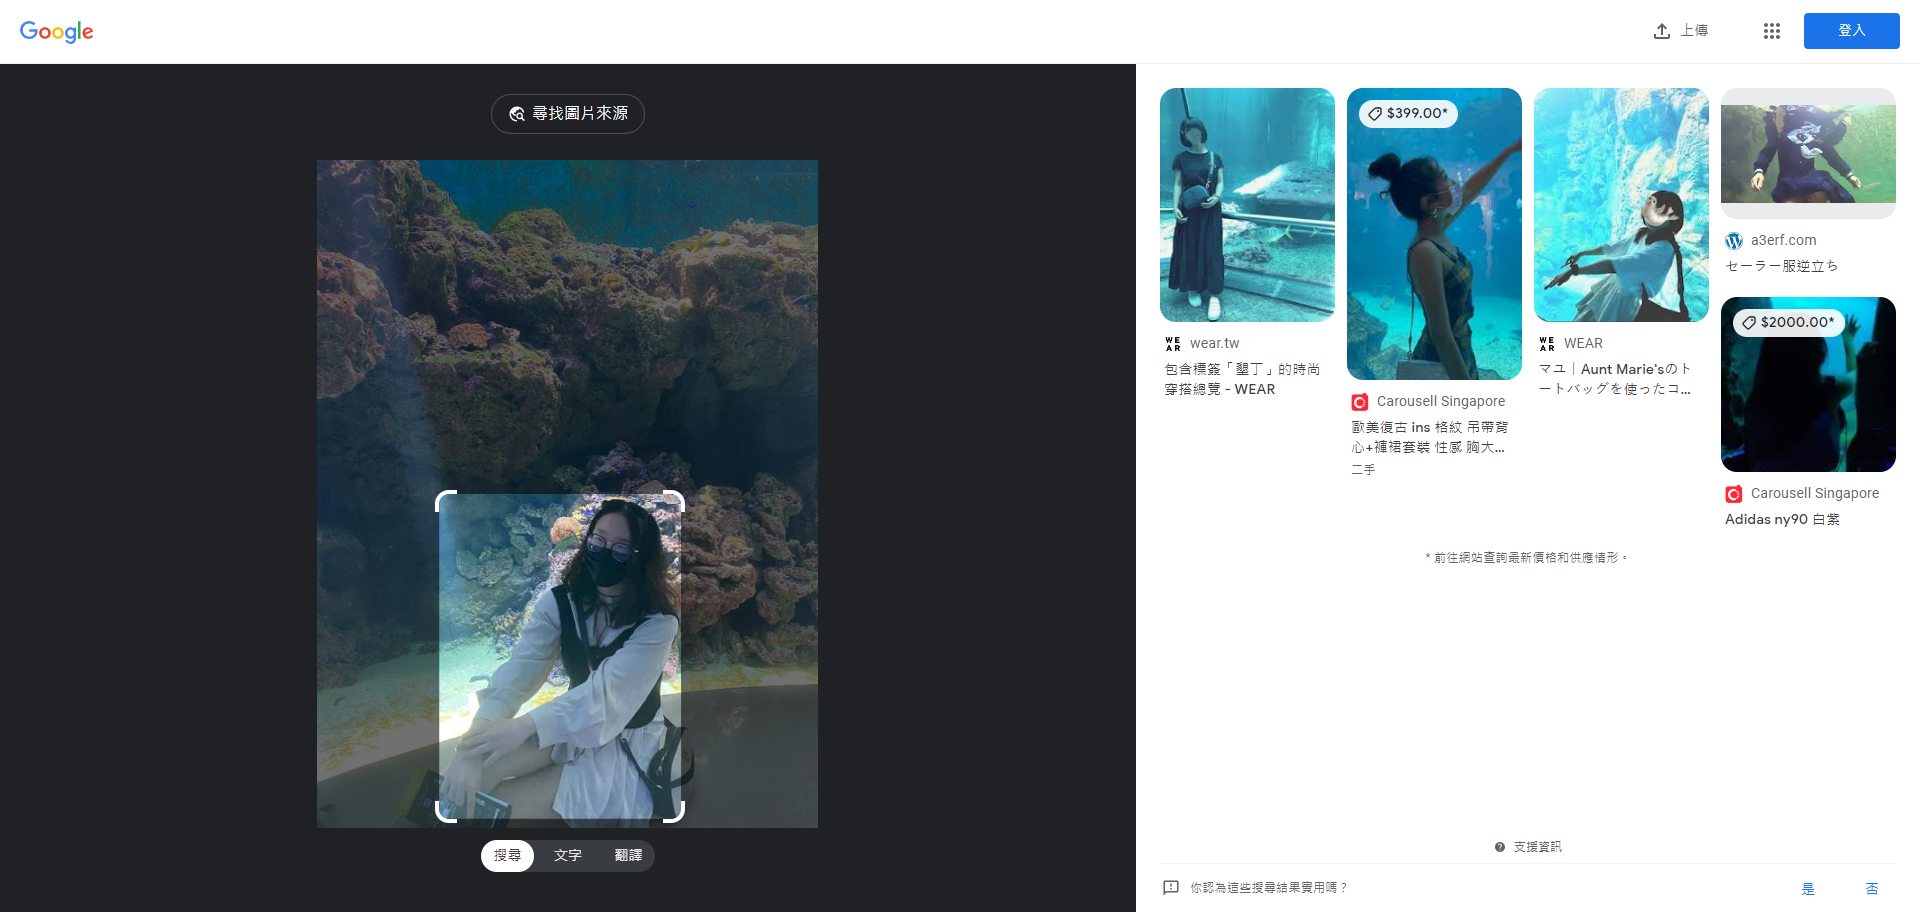 Google
上傳
登入
尋找圖片來源
搜尋
文字
翻譯
WEAR
wear.tw
包含標簽「墾丁」的時尚
穿搭總覽 - WEAR
$399.00*
Carousell Singapore
歐美復古 ins 格紋 吊帶背
心+褲裙套裝 性感 胸大...
二手
WEAR
WEAR
マユ｜Aunt Marie'sのト
ートバッグを使ったコ...
a3erf.com
セーラー服逆立ち
$2000.00*
Carousell Singapore
Adidas ny90 白紫
* 前往網站查詢最新價格和供應情形。
支援資訊
你認為這些搜尋結果實用嗎？
是
否